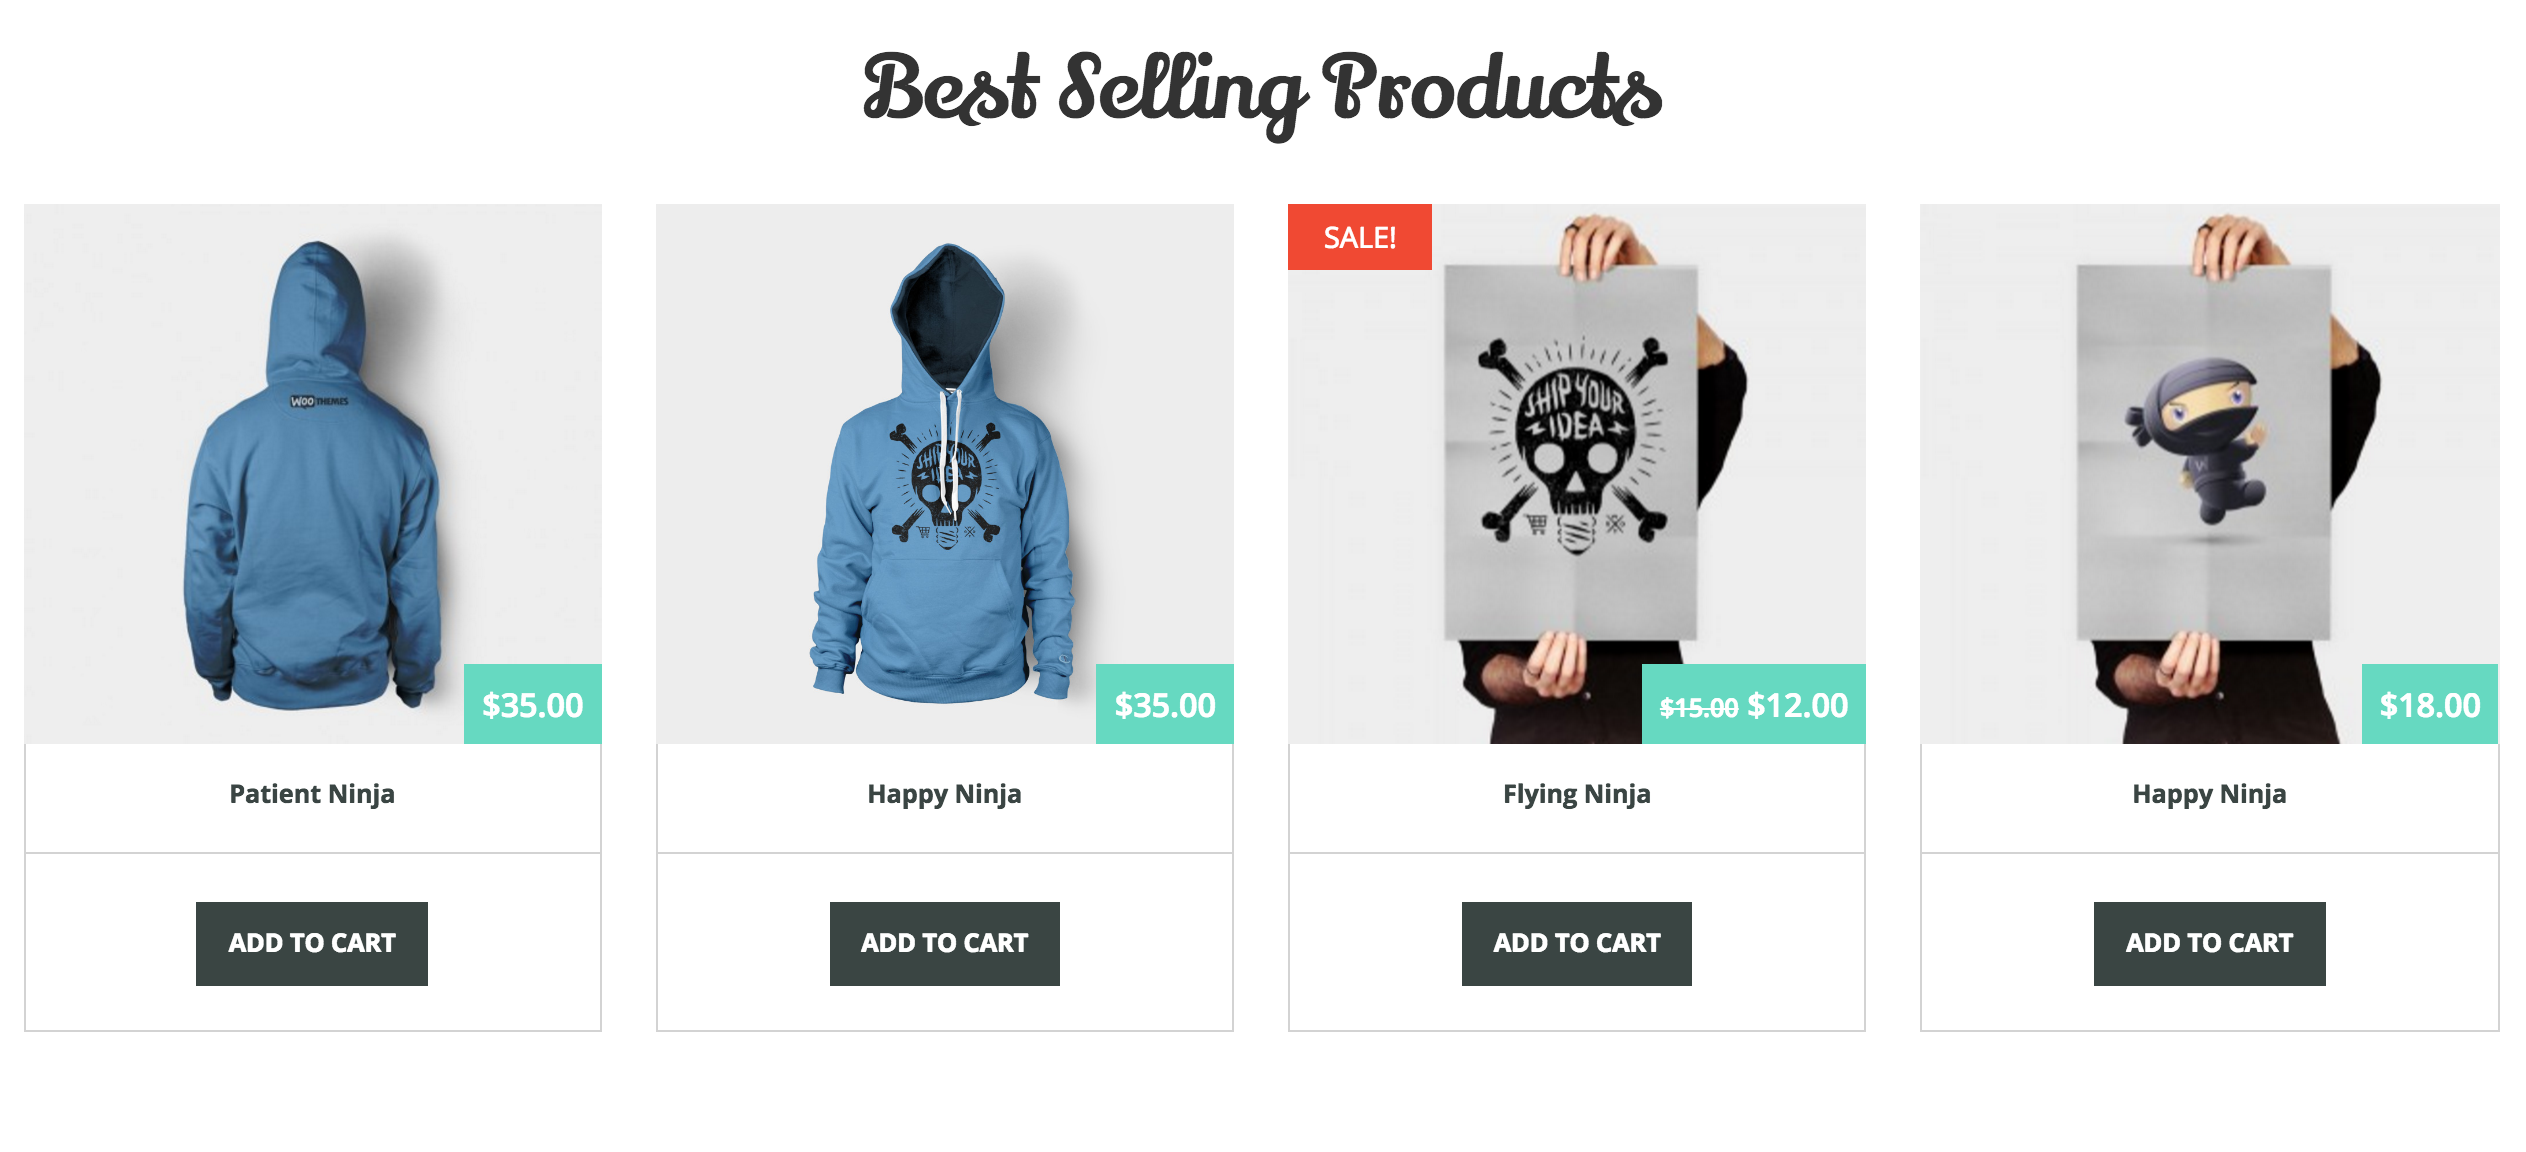 Best Selling Products
WOO THEMES
$35.00
Patient Ninja
ADD TO CART
SHIP YOUR
IDEA
$35.00
Happy Ninja
ADD TO CART
SALE!
SHIP YOUR
IDEA
$15.00 $12.00
Flying Ninja
ADD TO CART
W
$18.00
Happy Ninja
ADD TO CART